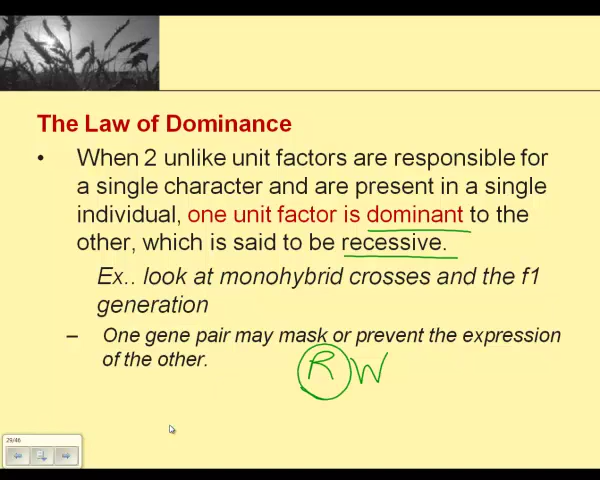 The Law of Dominance
• When 2 unlike unit factors are responsible for
a single character and are present in a single
individual, one unit factor is dominant to the
other, which is said to be recessive.
Ex.. look at monohybrid crosses and the f1
generation
– One gene pair may mask or prevent the expression
of the other.
R W
29/46